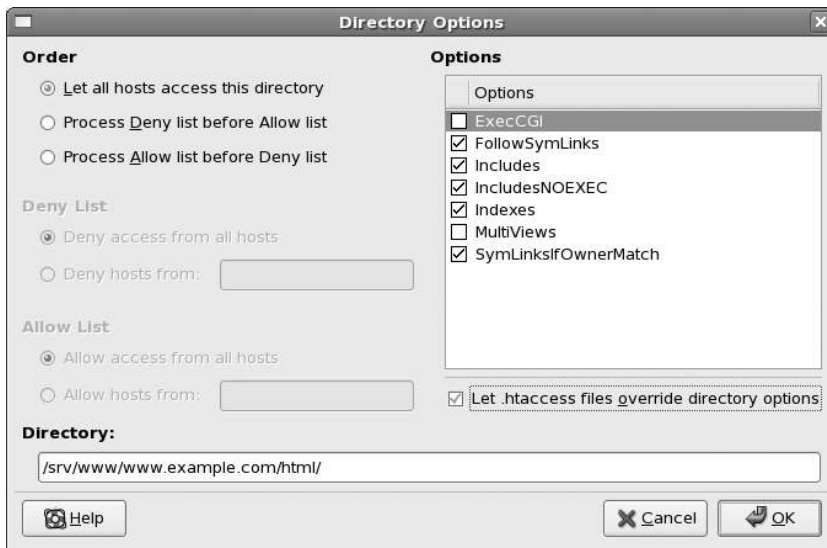 Directory Options
Order
Let all hosts access this directory
Process Deny list before Allow list
Process Allow list before Deny list
Deny List
Deny access from all hosts
Deny hosts from:
Allow List
Allow access from all hosts
Allow hosts from:
Options
Options
ExecCGI
FollowSymLinks
Includes
IncludesNOEXEC
Indexes
MultiViews
SymLinksIfOwnerMatch
Let .htaccess files override directory options
Directory:
/srv/www/www.example.com/html/
Help
Cancel
OK